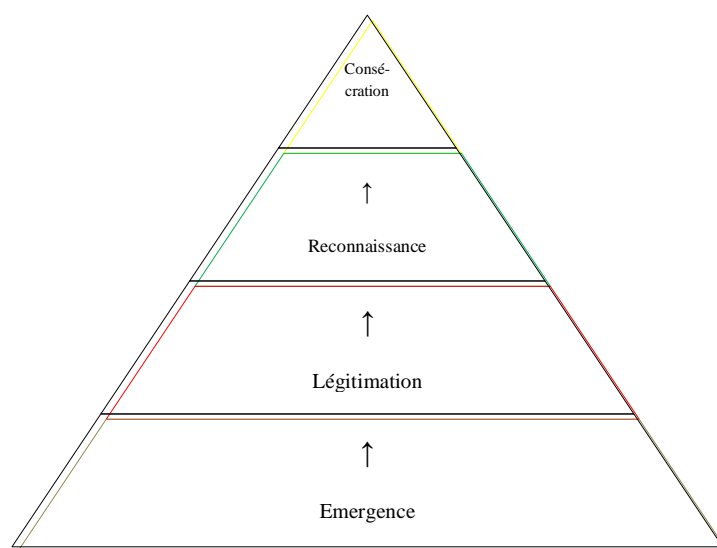 Consé-
cration
↑
Reconnaissance
↑
Légitimation
↑
Emergence